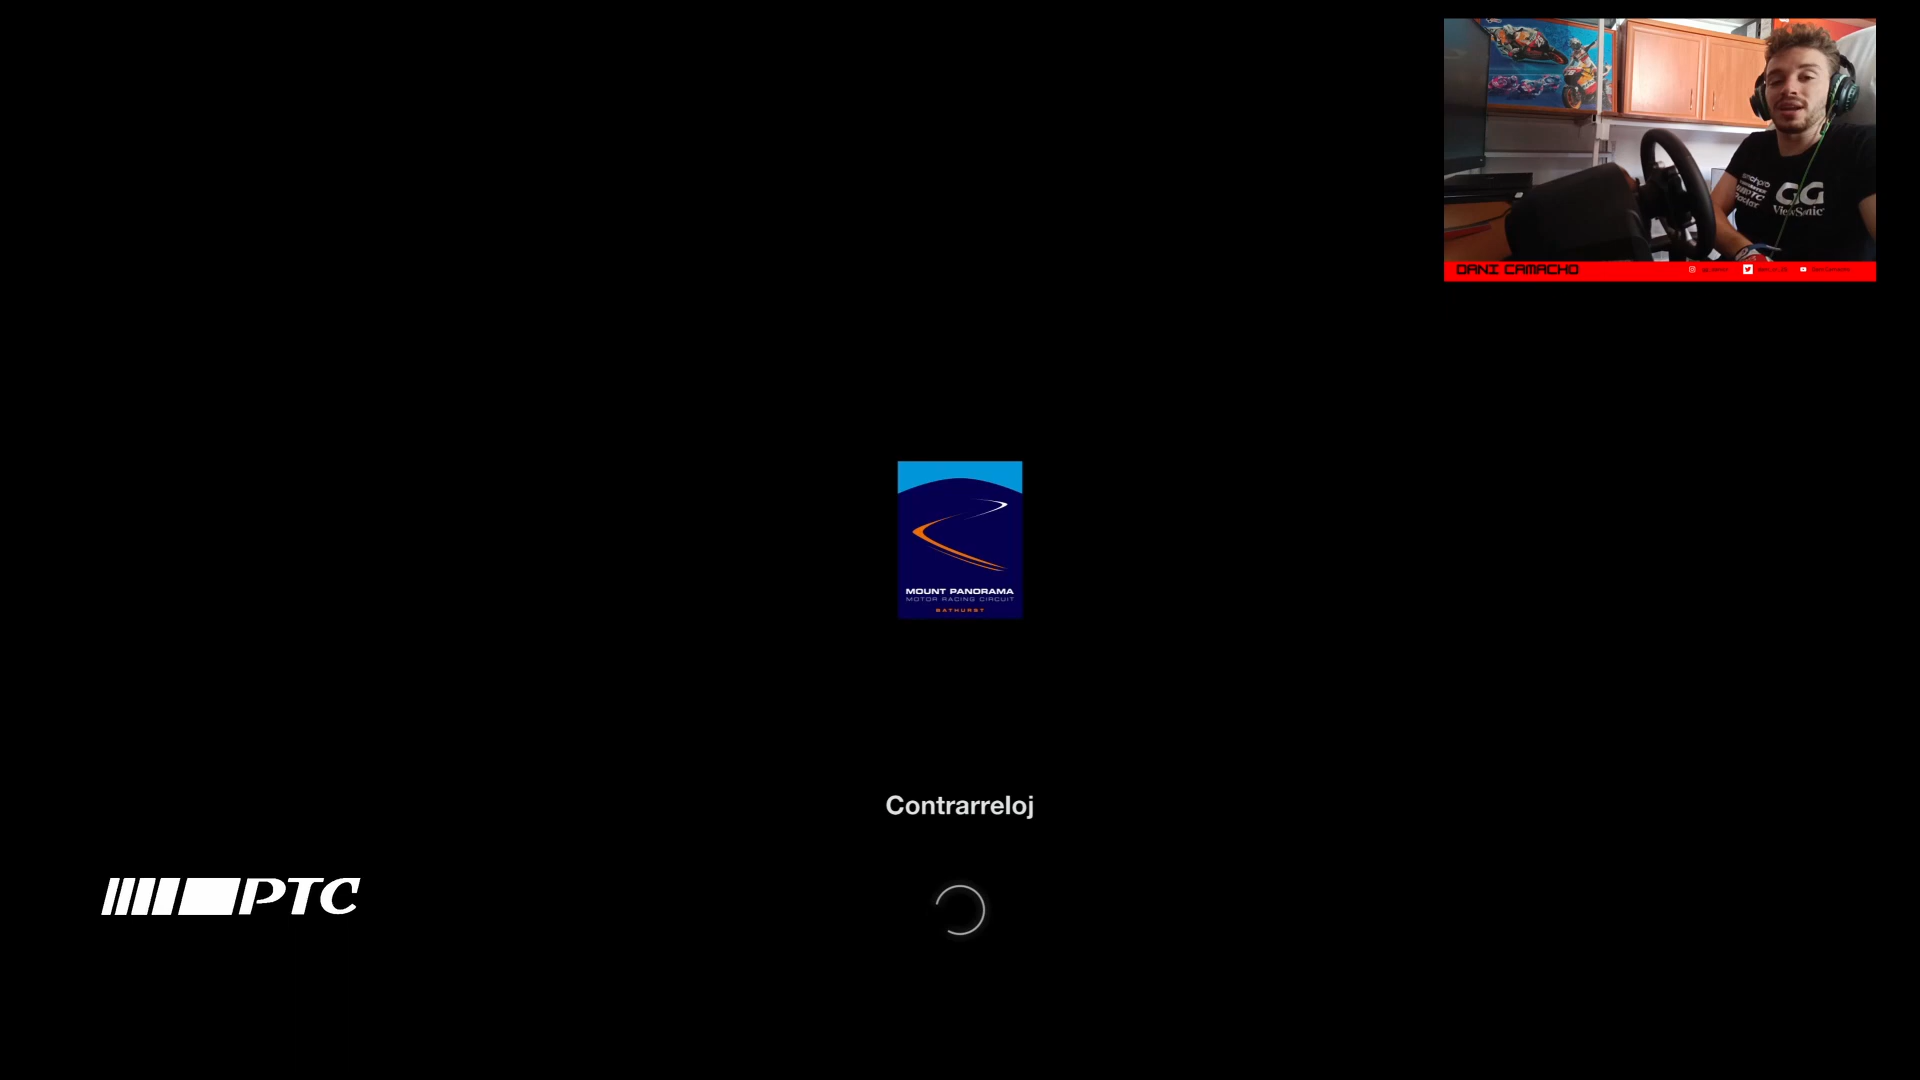 GG
ViewSonic
DANI CAMACHO
MOUNT PANORAMA
MOTOR RACING CIRCUIT
BATHURST
Contrarreloj
PTC